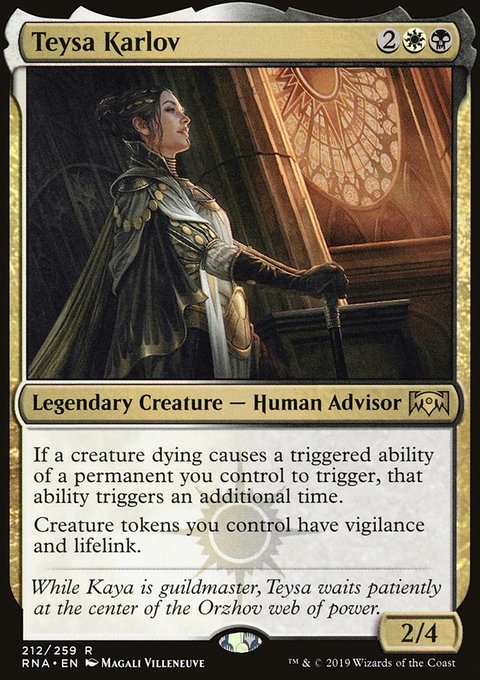 Teysa Karlov 2
Legendary Creature — Human Advisor
If a creature dying causes a triggered ability
of a permanent you control to trigger, that
ability triggers an additional time.
Creature tokens you control have vigilance
and lifelink.
While Kaya is guildmaster, Teysa waits patiently
at the center of the Orzhov web of power.
2/4
212/259 R
RNA • EN Magali Villeneuve ™ & © 2019 Wizards of the Coast